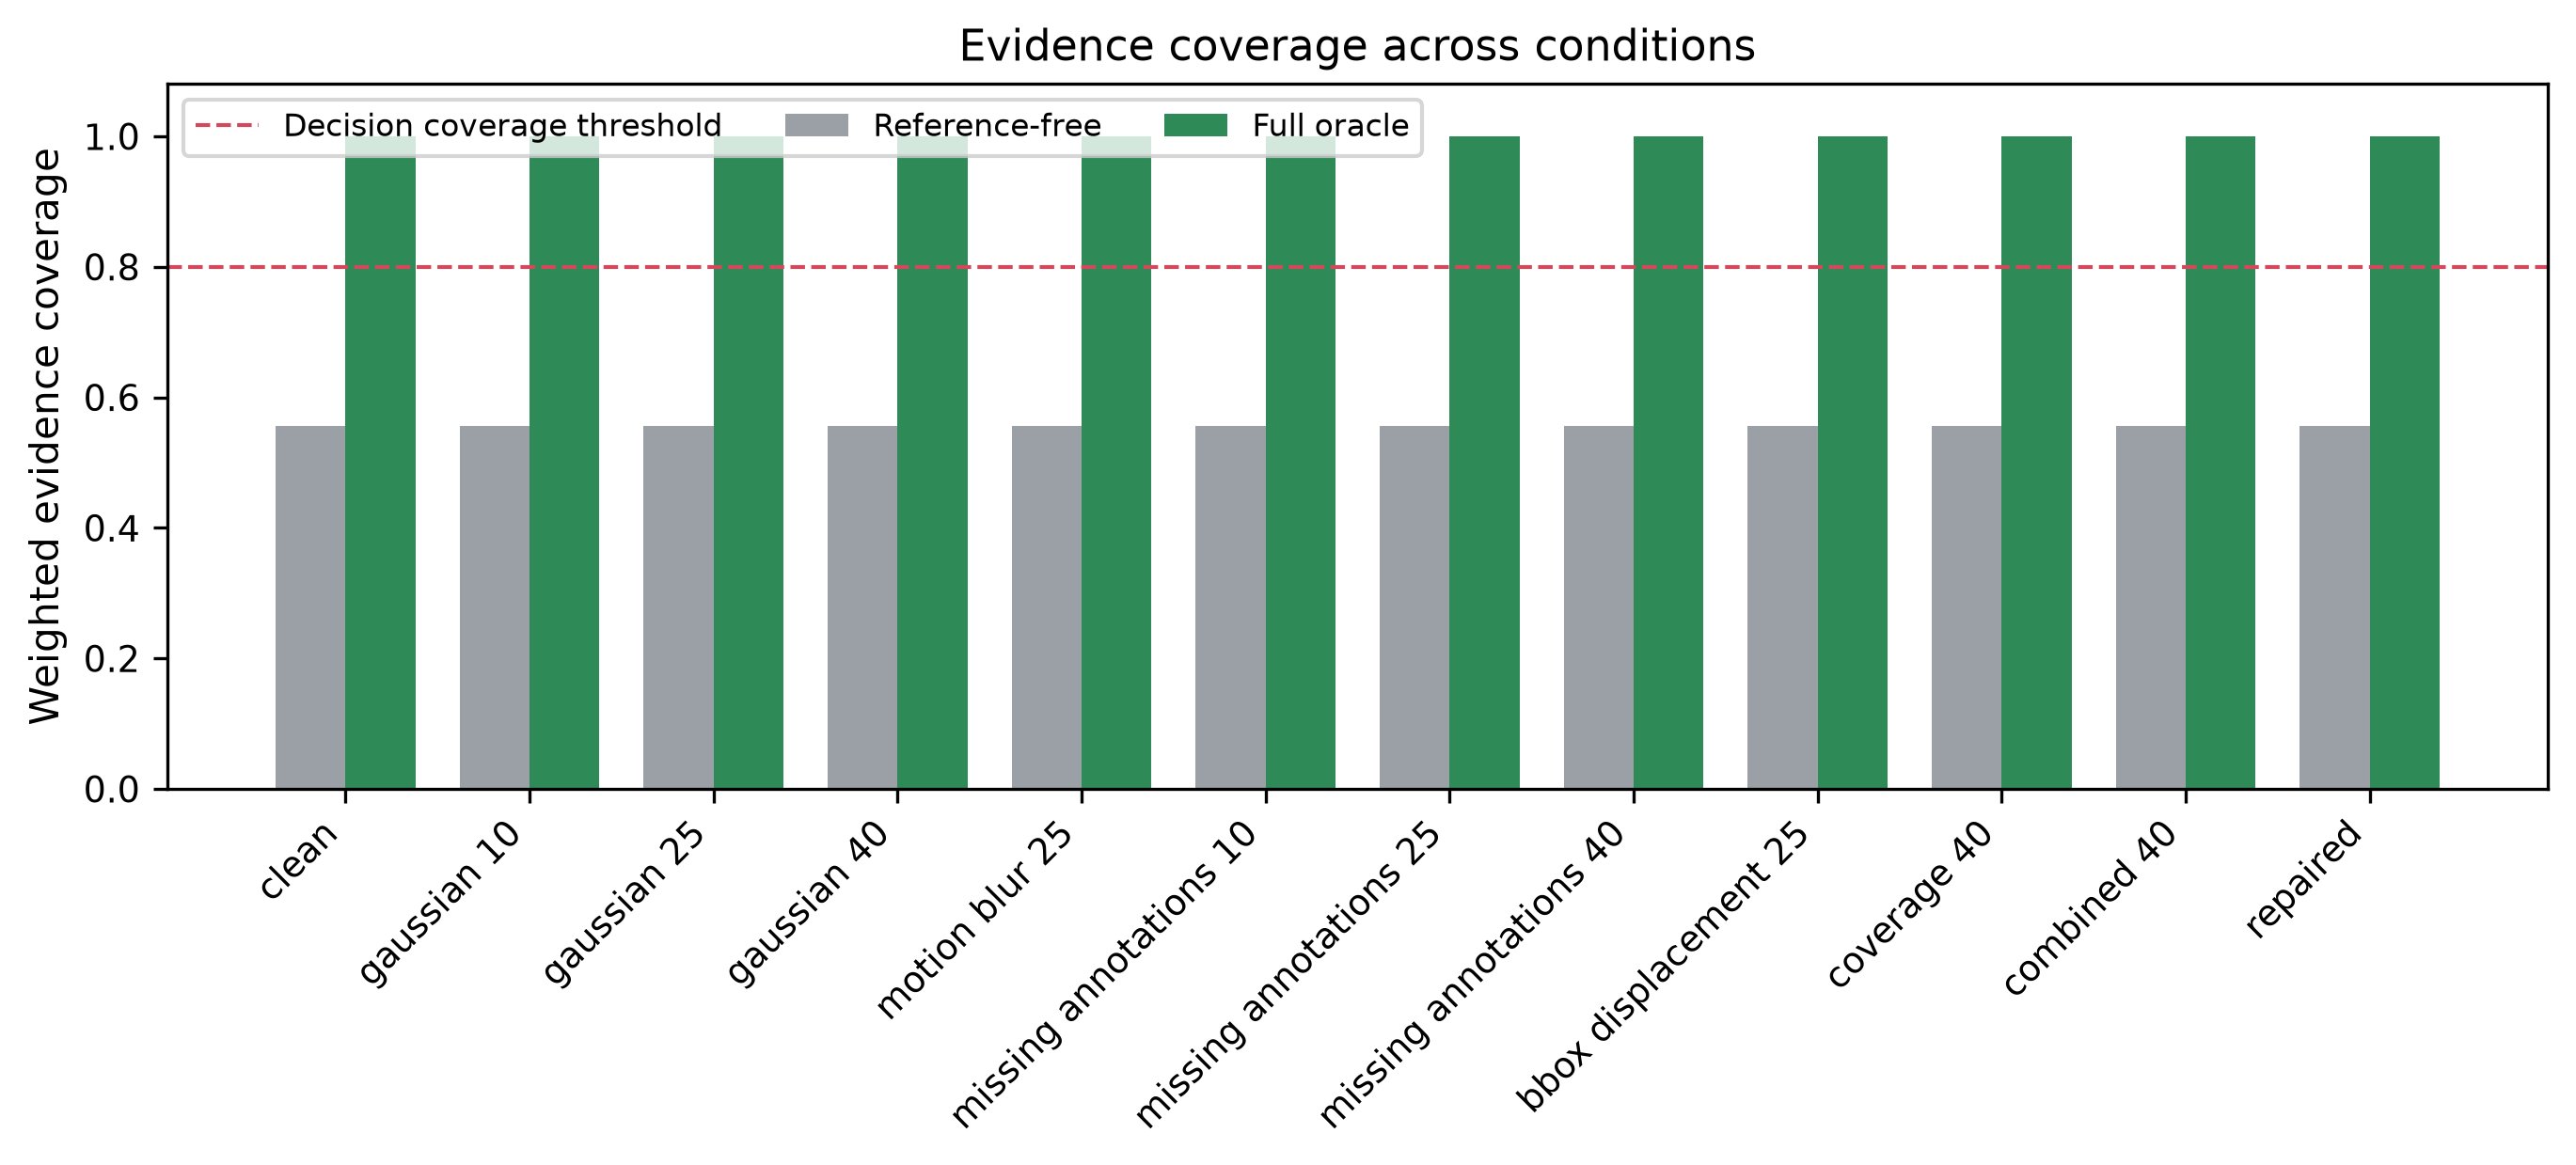 Evidence coverage across conditions
Decision coverage threshold
Reference-free
Full oracle
Weighted evidence coverage
1.0
0.8
0.6
0.4
0.2
0.0
clean
gaussian 10
gaussian 25
gaussian 40
motion blur 25
missing annotations 10
missing annotations 25
missing annotations 40
bbox displacement 25
coverage 40
combined 40
repaired